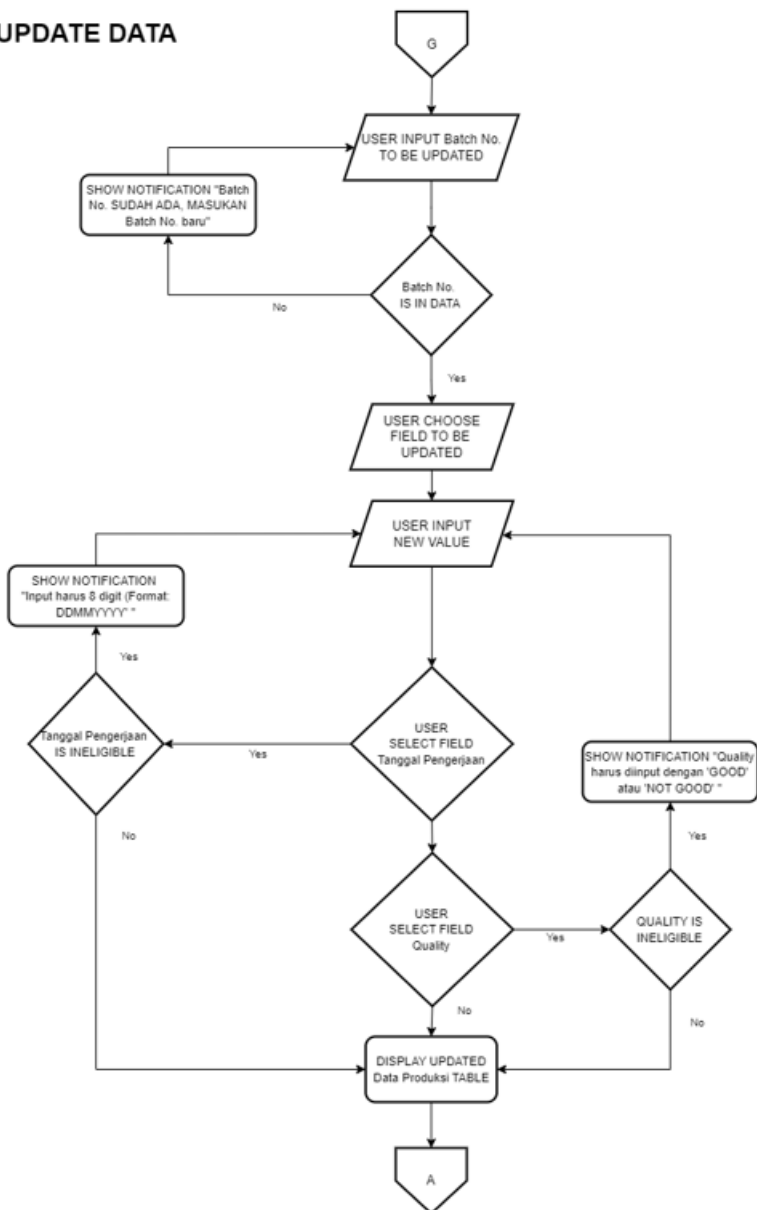 UPDATE DATA
G
USER INPUT Batch No.
TO BE UPDATED
SHOW NOTIFICATION "Batch
No. SUDAH ADA, MASUKAN
Batch No. baru"
Batch No.
IS IN DATA
No
Yes
USER CHOOSE
FIELD TO BE
UPDATED
USER INPUT
NEW VALUE
SHOW NOTIFICATION
"Input harus 8 digit (Format:
DDMMYYYY' "
Yes
Tanggal Pengerjaan
IS INELIGIBLE
Yes
USER
SELECT FIELD
Tanggal Pengerjaan
SHOW NOTIFICATION "Quality
harus diinput dengan 'GOOD'
atau 'NOT GOOD' "
No
Yes
USER
SELECT FIELD
Quality
Yes
QUALITY IS
INELIGIBLE
No
No
DISPLAY UPDATED
Data Produksi TABLE
A